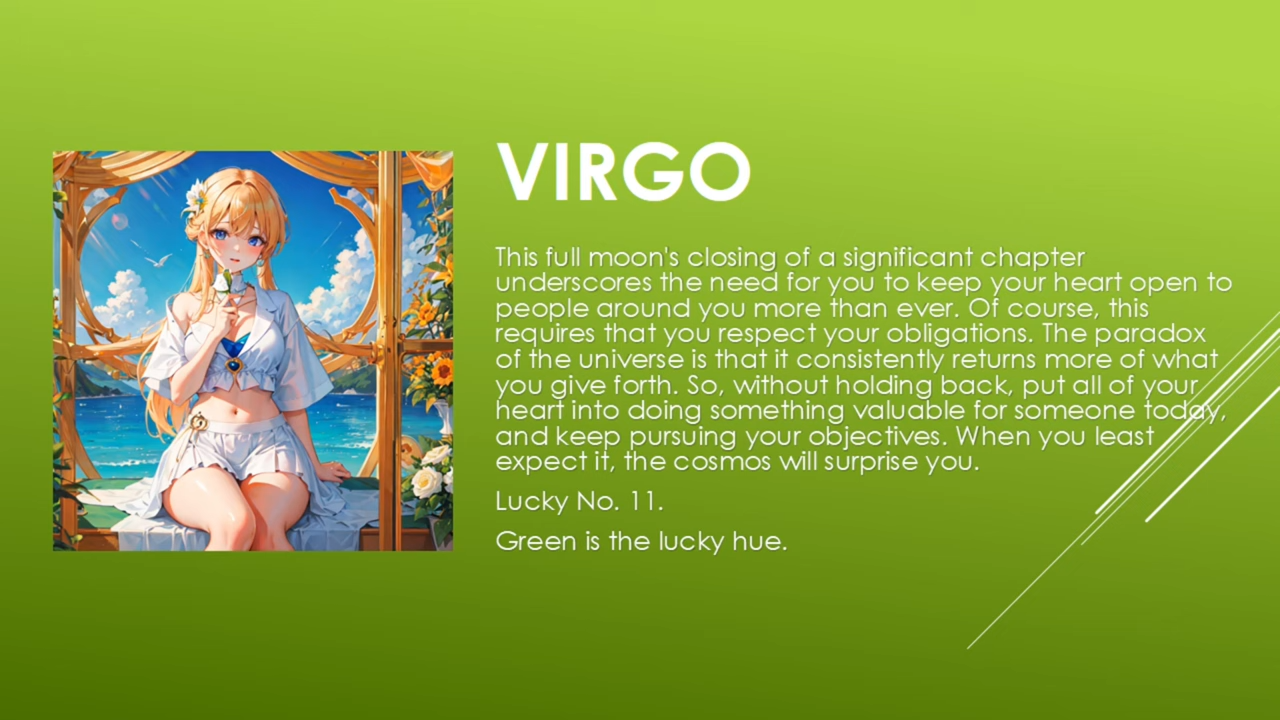 VIRGO
This full moon's closing of a significant chapter
underscores the need for you to keep your heart open to
people around you more than ever. Of course, this
requires that you respect your obligations. The paradox
of the universe is that it consistently returns more of what
you give forth. So, without holding back, put all of your
heart into doing something valuable for someone today,
and keep pursuing your objectives. When you least
expect it, the cosmos will surprise you.
Lucky No. 11.
Green is the lucky hue.